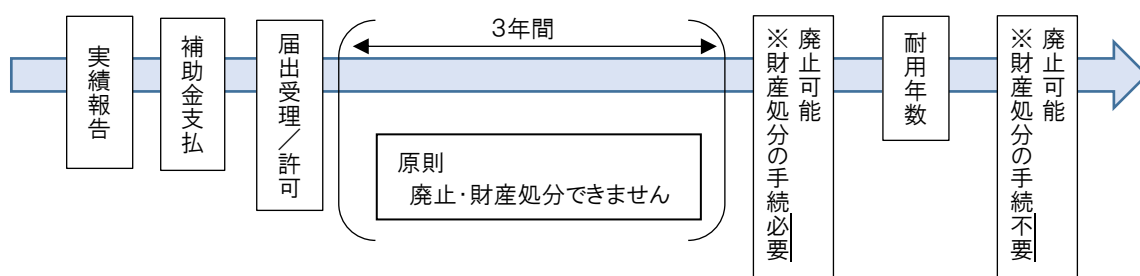 実績報告
補助金支払
届出受理／許可
3年間
原則
廃止・財産処分できません
廃止可能
※財産処分の手続必要
耐用年数
廃止可能
※財産処分の手続不要